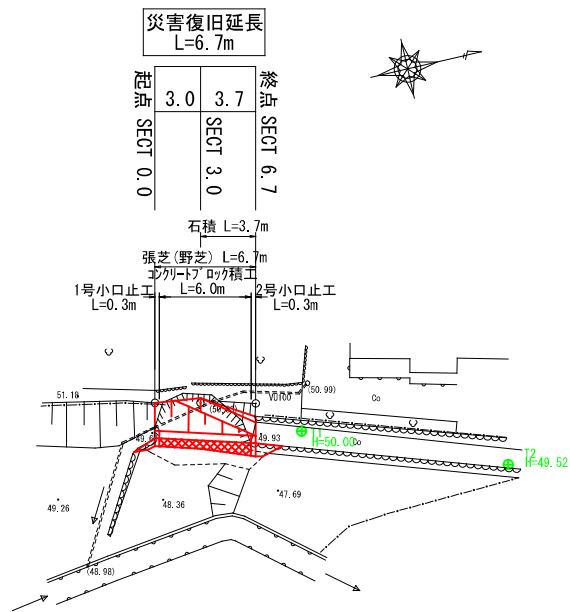 災害復旧延長
L=6.7m
起点 SECT 0.0
3.0
3.7
SECT 3.0
終点 SECT 6.7
石積 L=3.7m
張芝(野芝) L=6.7m
コンクリートブロック積工
1号小口止工
L=6.0m
2号小口止工
L=0.3m
L=0.3m
51.18
(50.99)
VU100
Co
49.93
T1
H=50.00
Co
T2
H=49.52
49.26
48.36
47.69
(48.98)